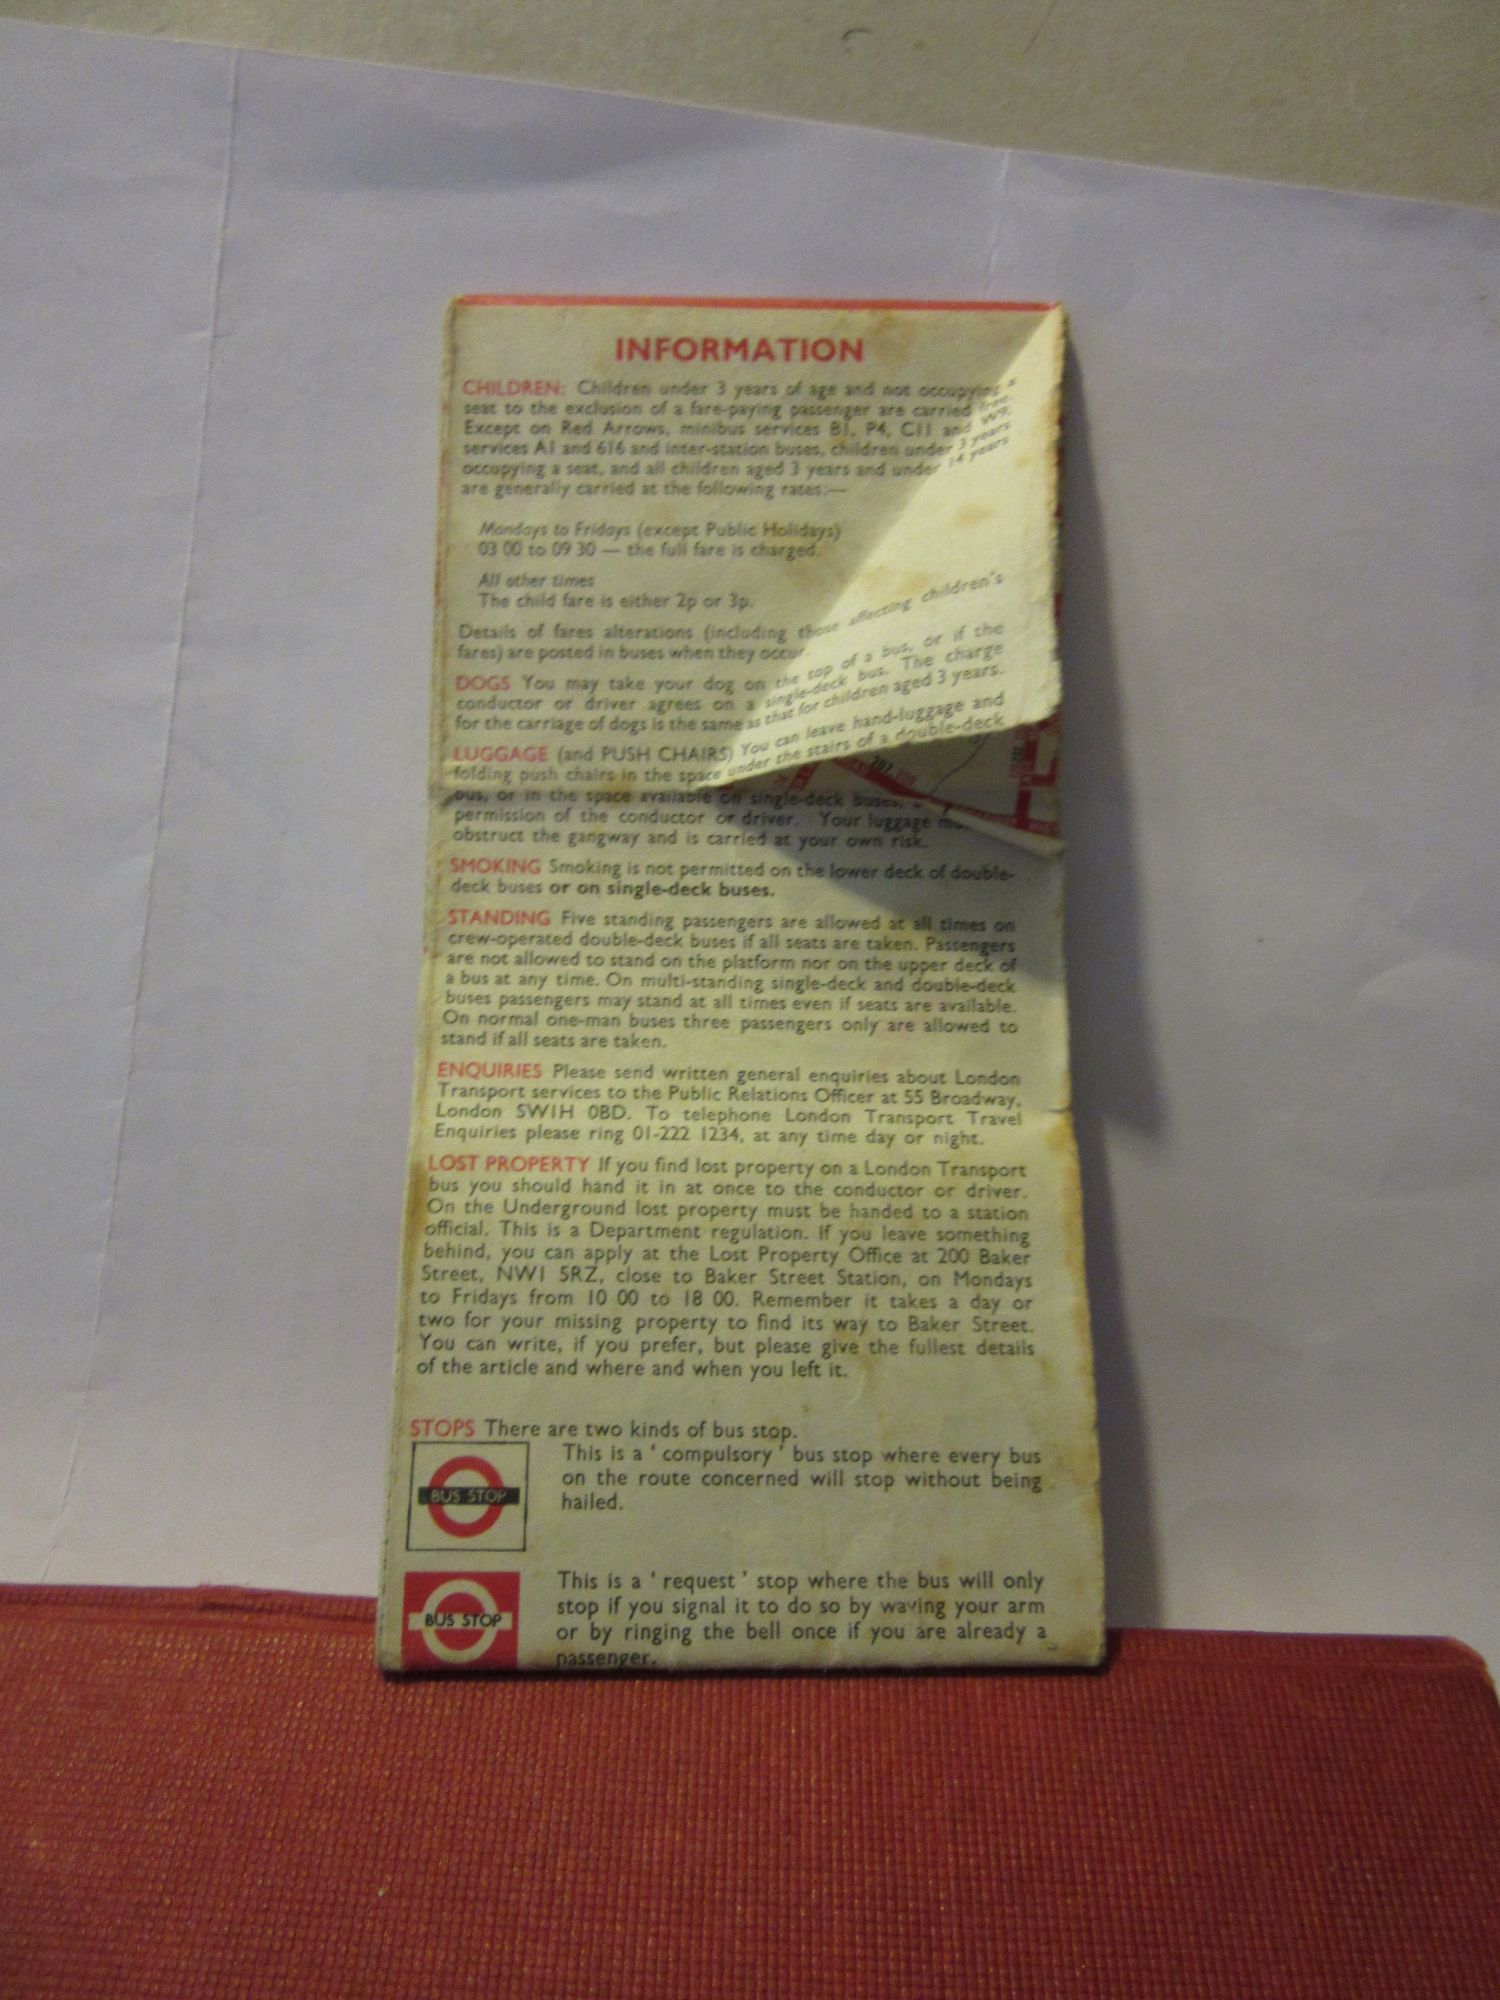 INFORMATION
CHILDREN: Children under 3 years of age and not occupying a
seat to the exclusion of a fare-paying passenger are carried free.
Except on Red Arrows, minibus services B1, P4, C11 and W9,
services A1 and 616 and inter-station buses, children under 3 years
occupying a seat, and all children aged 3 years and under 14 years
are generally carried at the following rates:—
Mondays to Fridays (except Public Holidays)
03 00 to 09 30 — the full fare is charged.
All other times
The child fare is either 2p or 3p.
Details of fares alterations (including those affecting children's
fares) are posted in buses when they occur.
DOGS You may take your dog on the top of a bus, or if the
conductor or driver agrees on a single-deck bus. The charge
for the carriage of dogs is the same as that for children aged 3 years.
LUGGAGE (and PUSH CHAIRS) You can leave hand-luggage and
folding push chairs in the space under the stairs of a double-deck
bus, or in the space available on single-deck buses,
permission of the conductor or driver. Your luggage
obstruct the gangway and is carried at your own risk.
SMOKING Smoking is not permitted on the lower deck of double-
deck buses or on single-deck buses.
STANDING Five standing passengers are allowed at all times on
crew-operated double-deck buses if all seats are taken. Passengers
are not allowed to stand on the platform nor on the upper deck of
a bus at any time. On multi-standing single-deck and double-deck
buses passengers may stand at all times even if seats are available.
On normal one-man buses three passengers only are allowed to
stand if all seats are taken.
ENQUIRIES Please send written general enquiries about London
Transport services to the Public Relations Officer at 55 Broadway,
London SW1H 0BD. To telephone London Transport Travel
Enquiries please ring 01-222 1234, at any time day or night.
LOST PROPERTY If you find lost property on a London Transport
bus you should hand it in at once to the conductor or driver.
On the Underground lost property must be handed to a station
official. This is a Department regulation. If you leave something
behind, you can apply at the Lost Property Office at 200 Baker
Street, NW1 5RZ, close to Baker Street Station, on Mondays
to Fridays from 10 00 to 18 00. Remember it takes a day or
two for your missing property to find its way to Baker Street.
You can write, if you prefer, but please give the fullest details
of the article and where and when you left it.
STOPS There are two kinds of bus stop.
BUS STOP
This is a ' compulsory ' bus stop where every bus
on the route concerned will stop without being
hailed.
BUS STOP
This is a ' request ' stop where the bus will only
stop if you signal it to do so by waving your arm
or by ringing the bell once if you are already a
passenger.